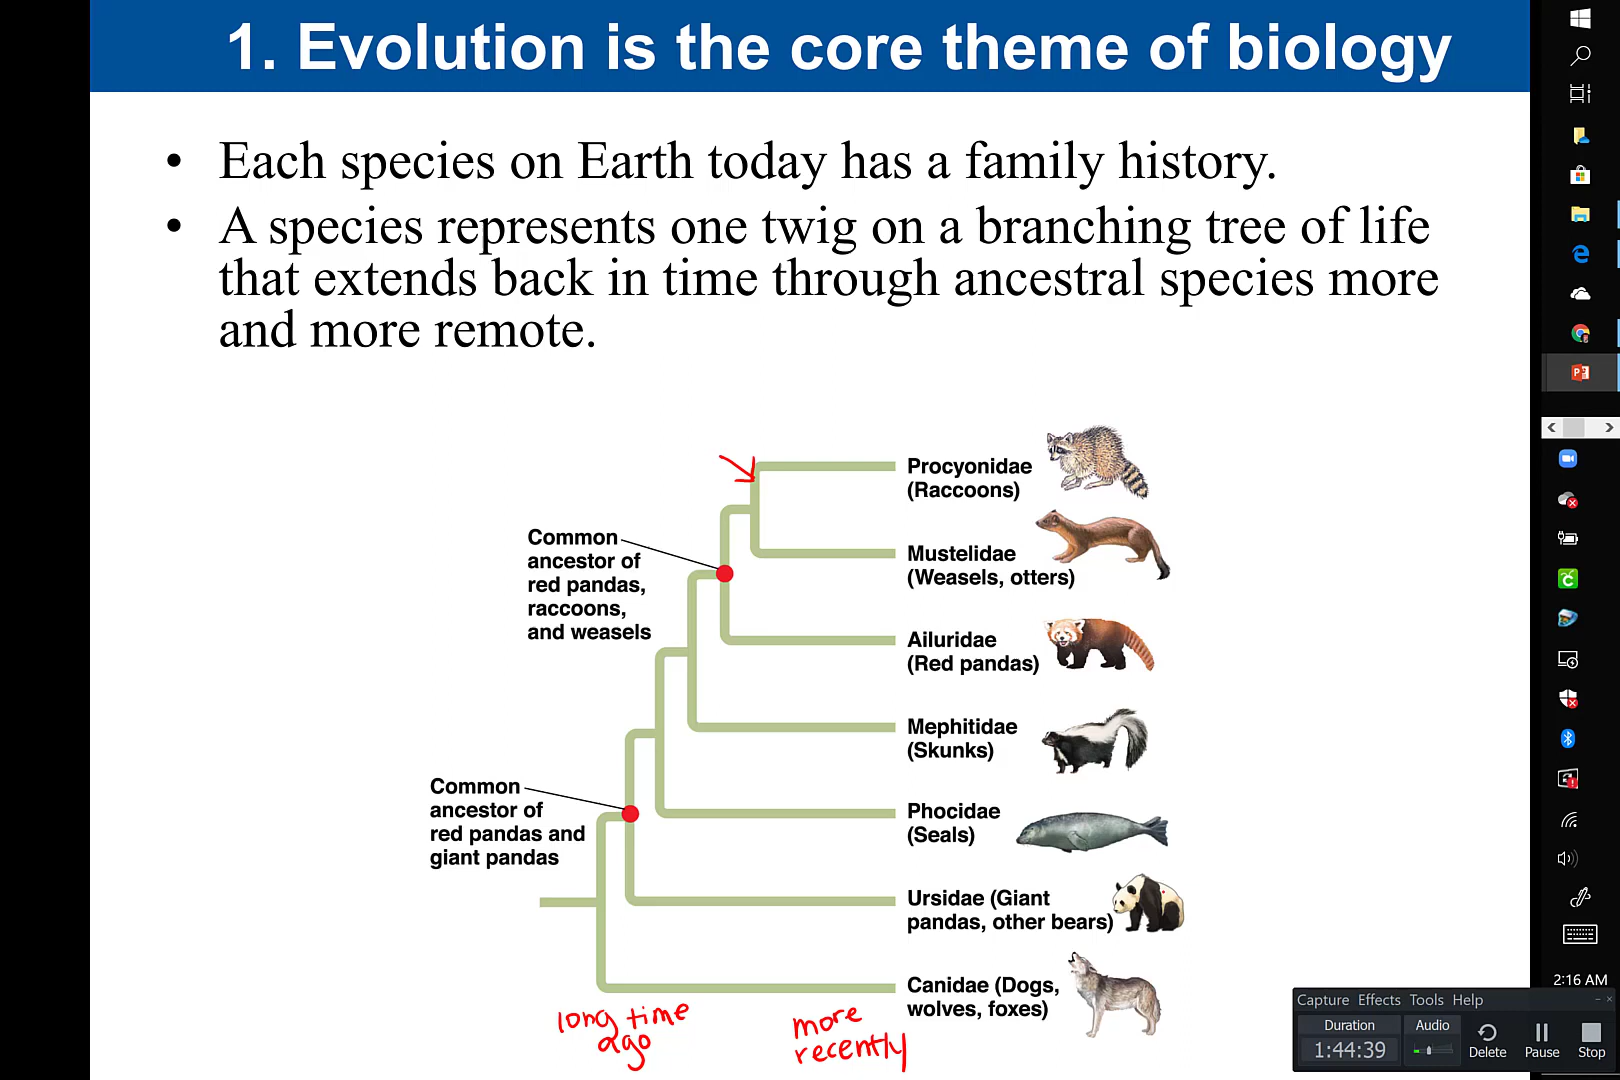 1. Evolution is the core theme of biology
• Each species on Earth today has a family history.
• A species represents one twig on a branching tree of life
that extends back in time through ancestral species more
and more remote.
Procyonidae
(Raccoons)
Common
ancestor of
red pandas,
raccoons,
and weasels
Mustelidae
(Weasels, otters)
Ailuridae
(Red pandas)
Mephitidae
(Skunks)
Common
ancestor of
red pandas and
giant pandas
Phocidae
(Seals)
Ursidae (Giant
pandas, other bears)
Canidae (Dogs,
wolves, foxes)
long time
ago
more
recently
2:16 AM
Capture Effects Tools Help
Duration
1:44:39
Audio
Delete
Pause
Stop